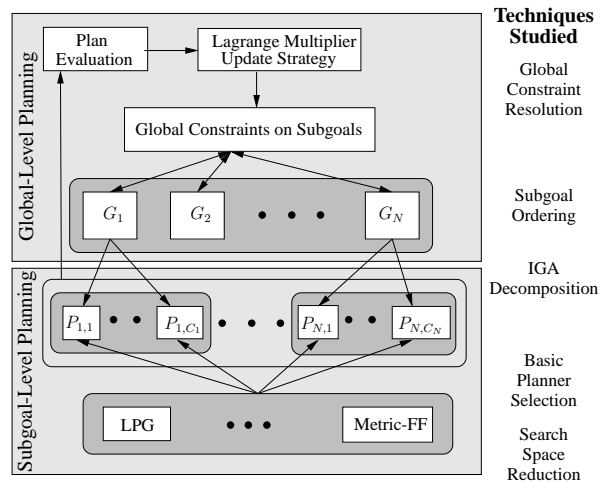 Techniques
Studied
Plan
Evaluation
Lagrange Multiplier
Update Strategy
Global
Constraint
Resolution
Global Constraints on Subgoals
Global-Level Planning
G1
G2
• • •
GN
Subgoal
Ordering
IGA
Decomposition
Subgoal-Level Planning
P1,1
• •
P1,C1
• • •
PN,1
• •
PN,CN
Basic
Planner
Selection
LPG
• • •
Metric-FF
Search
Space
Reduction